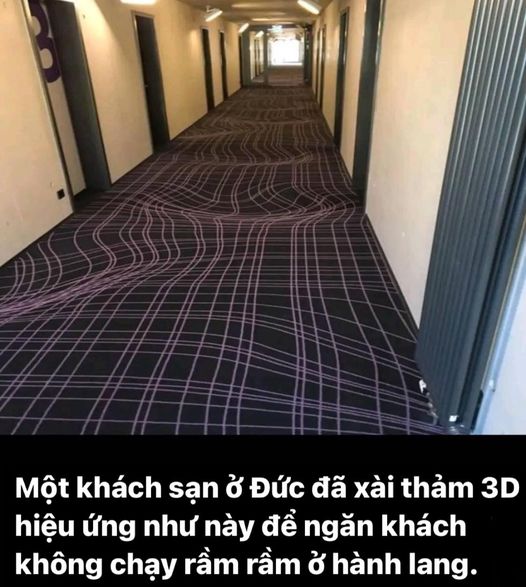 3
Một khách sạn ở Đức đã xài thảm 3D
hiệu ứng như này để ngăn khách
không chạy rầm rầm ở hành lang.